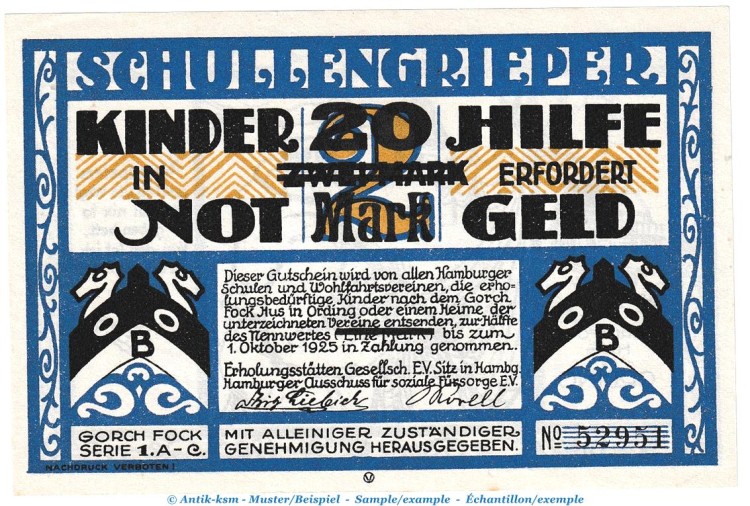 SCHULLENGRIEPER.
KINDER 20 HILFE
IN ZWEI MARK ERFORDERT
NOT Mark GELD
Dieser Gutschein wird von allen Hamburger
Schulen und Wohlfahrtsvereinen, die erho-
lungsbedürftige Kinder nach dem Gorch
Fock Hus in Ording oder einem Heime der
unterzeichneten Vereine entsenden, zur Hälfte
des Nennwertes (Eine Mark) bis zum
1. Oktober 1925 in Zahlung genommen.
Erholungsstätten Gesellsch. E.V. Sitz in Hambg.
Hamburger Ausschuss für soziale Fürsorge E.V.
B
B
GORCH FOCK
SERIE 1. A-C.
MIT ALLEINIGER ZUSTÄNDIGER
GENEHMIGUNG HERAUSGEGEBEN.
No 52951
NACHDRUCK VERBOTEN!
© Antik-ksm - Muster/Beispiel - Sample/example - Échantillon/exemple